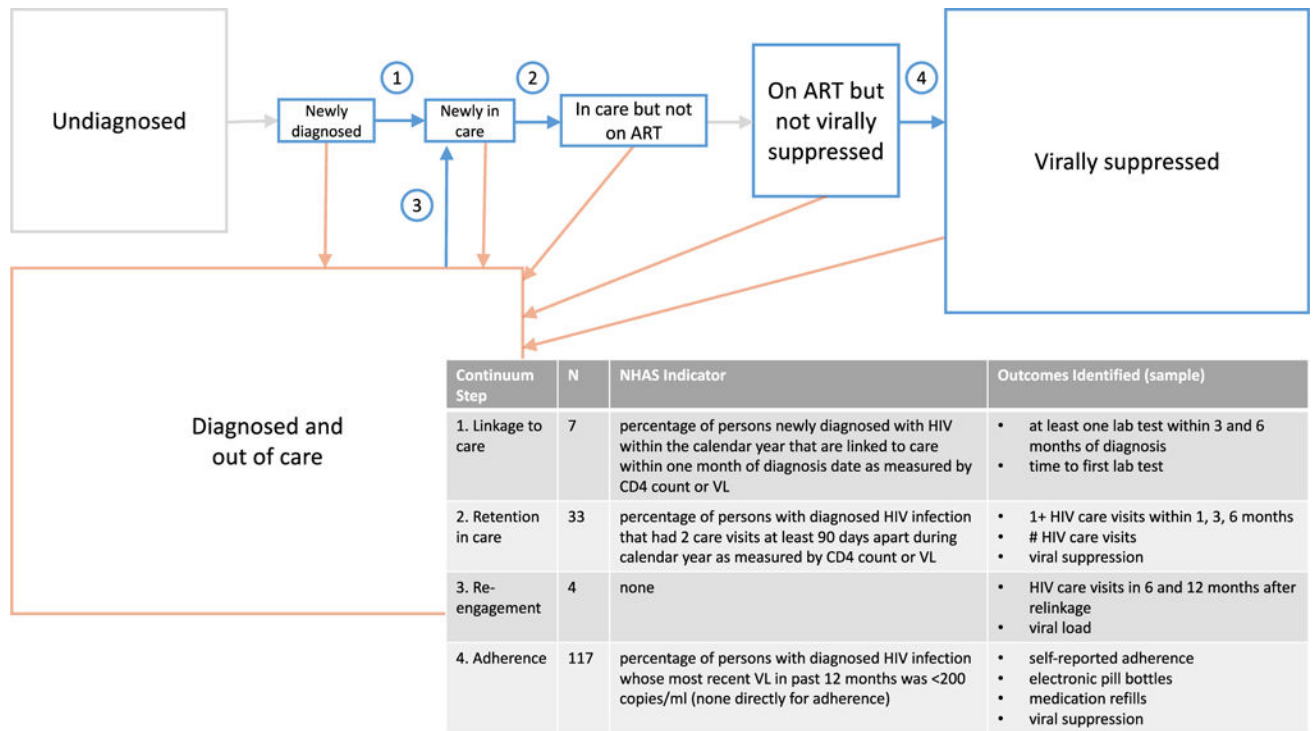 Undiagnosed
Newly
diagnosed
1
Newly in
care
2
In care but not
on ART
On ART but
not virally
suppressed
4
Virally suppressed
3
Diagnosed and
out of care
Continuum
Step
N
NHAS Indicator
Outcomes Identified (sample)
1. Linkage to
care
7
percentage of persons newly diagnosed with HIV
within the calendar year that are linked to care
within one month of diagnosis date as measured by
CD4 count or VL
• at least one lab test within 3 and 6
months of diagnosis
• time to first lab test
2. Retention
in care
33
percentage of persons with diagnosed HIV infection
that had 2 care visits at least 90 days apart during
calendar year as measured by CD4 count or VL
• 1+ HIV care visits within 1, 3, 6 months
• # HIV care visits
• viral suppression
3. Re-
engagement
4
none
• HIV care visits in 6 and 12 months after
relinkage
• viral load
4. Adherence
117
percentage of persons with diagnosed HIV infection
whose most recent VL in past 12 months was <200
copies/ml (none directly for adherence)
• self-reported adherence
• electronic pill bottles
• medication refills
• viral suppression